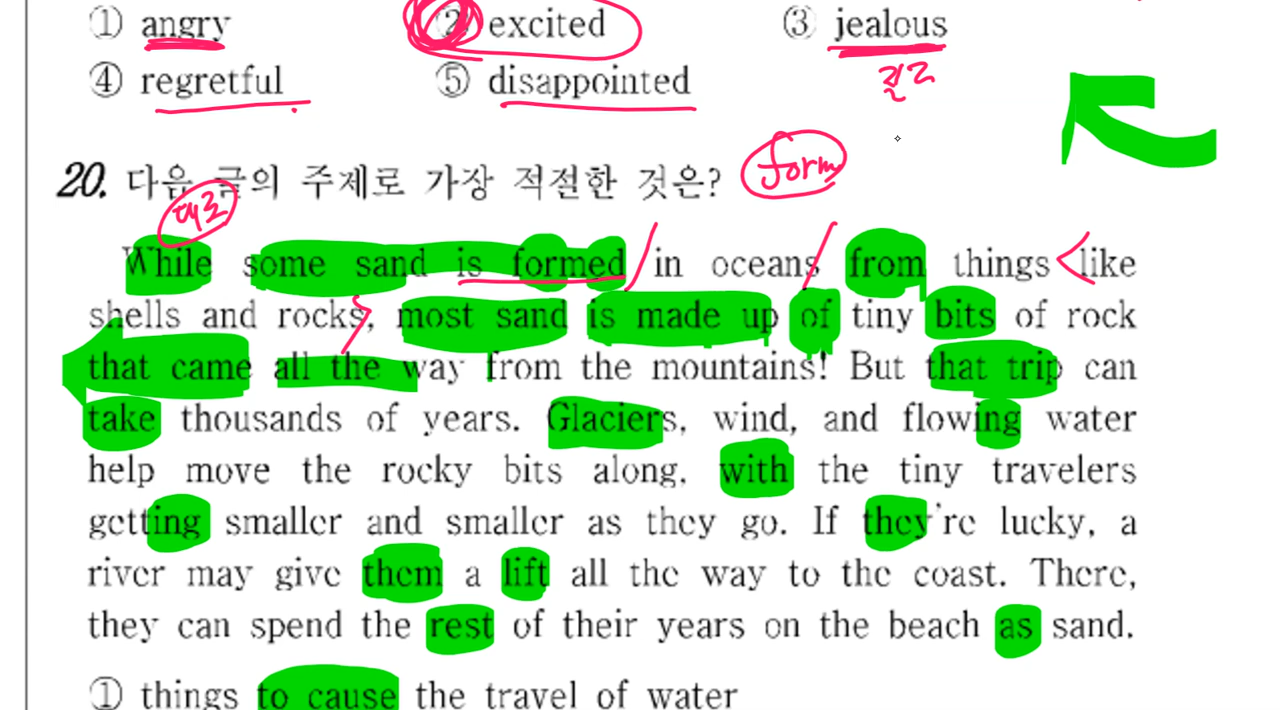 ① angry ② excited ③ jealous
질투
④ regretful ⑤ disappointed
20. 다음 글의 주제로 가장 적절한 것은? form
While some sand is formed in oceans from things like
shells and rocks, most sand is made up of tiny bits of rock
that came all the way from the mountains! But that trip can
take thousands of years. Glaciers, wind, and flowing water
help move the rocky bits along, with the tiny travelers
getting smaller and smaller as they go. If they're lucky, a
river may give them a lift all the way to the coast. There,
they can spend the rest of their years on the beach as sand.
① things to cause the travel of water